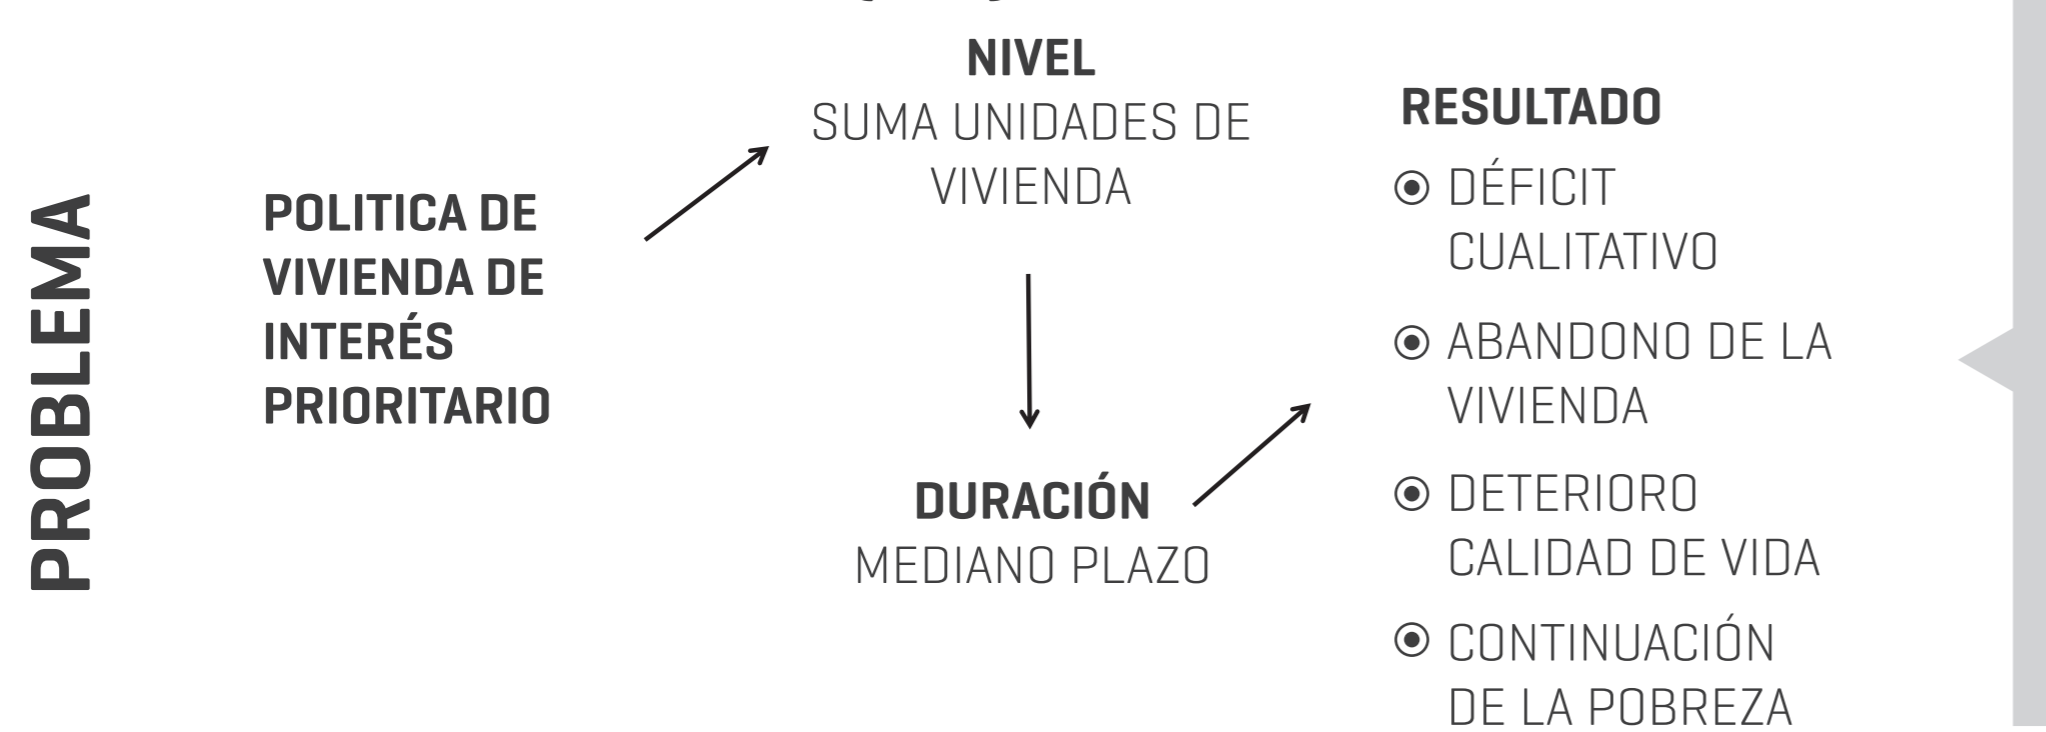 PROBLEMA
POLITICA DE
VIVIENDA DE
INTERÉS
PRIORITARIO
NIVEL
SUMA UNIDADES DE
VIVIENDA
DURACIÓN
MEDIANO PLAZO
RESULTADO
DÉFICIT
CUALITATIVO
ABANDONO DE LA
VIVIENDA
DETERIORO
CALIDAD DE VIDA
CONTINUACIÓN
DE LA POBREZA